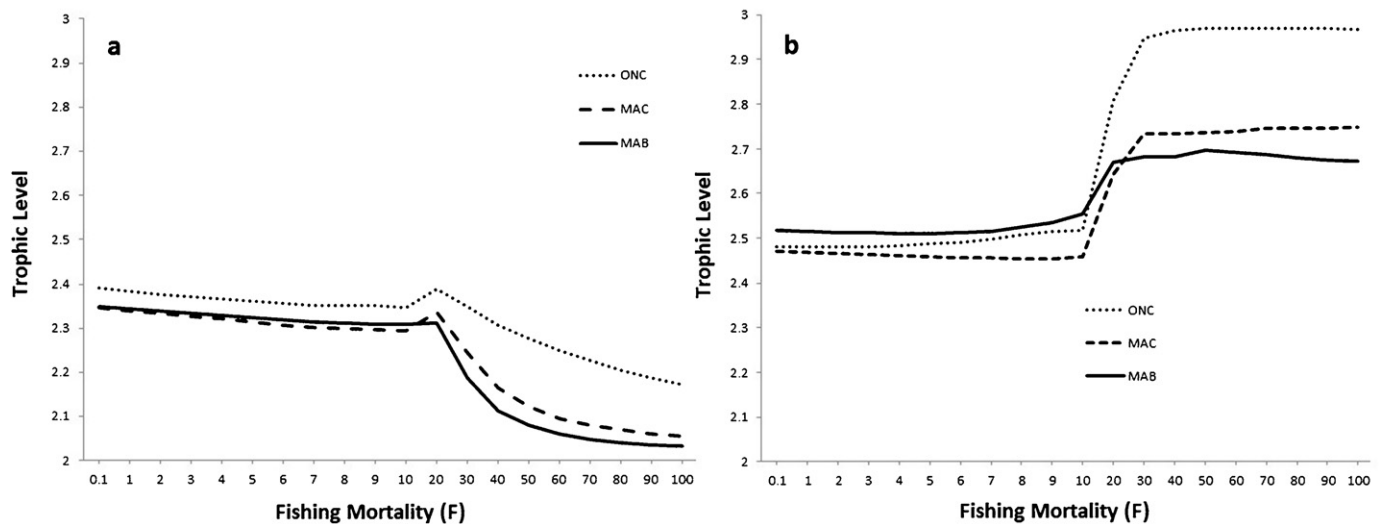 a
3
2.9
2.8
2.7
2.6
2.5
2.4
2.3
2.2
2.1
2
Trophic Level
ONC
MAC
MAB
0.1 1 2 3 4 5 6 7 8 9 10 20 30 40 50 60 70 80 90 100
Fishing Mortality (F)
b
3
2.9
2.8
2.7
2.6
2.5
2.4
2.3
2.2
2.1
2
Trophic Level
ONC
MAC
MAB
0.1 1 2 3 4 5 6 7 8 9 10 20 30 40 50 60 70 80 90 100
Fishing Mortality (F)